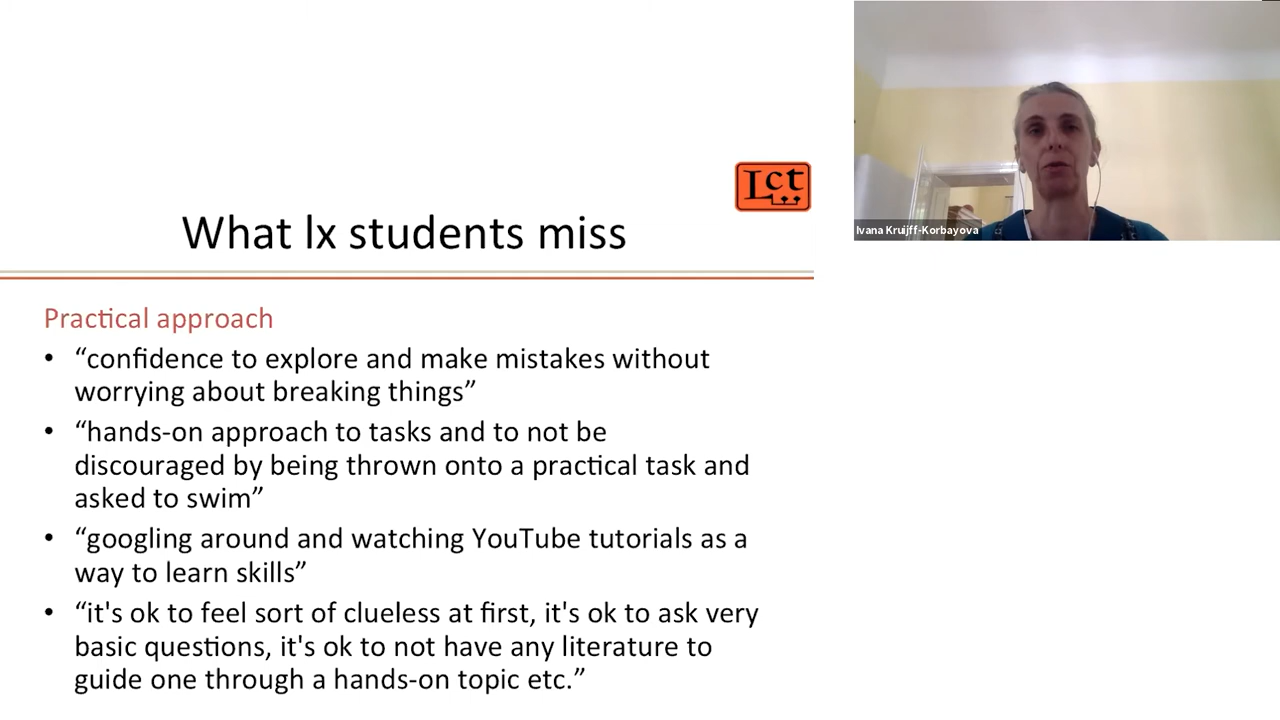 Lct
What lx students miss
Ivana Kruijff-Korbayova
Practical approach
• “confidence to explore and make mistakes without
worrying about breaking things”
• “hands-on approach to tasks and to not be
discouraged by being thrown onto a practical task and
asked to swim”
• “googling around and watching YouTube tutorials as a
way to learn skills”
• “it's ok to feel sort of clueless at first, it's ok to ask very
basic questions, it's ok to not have any literature to
guide one through a hands-on topic etc.”